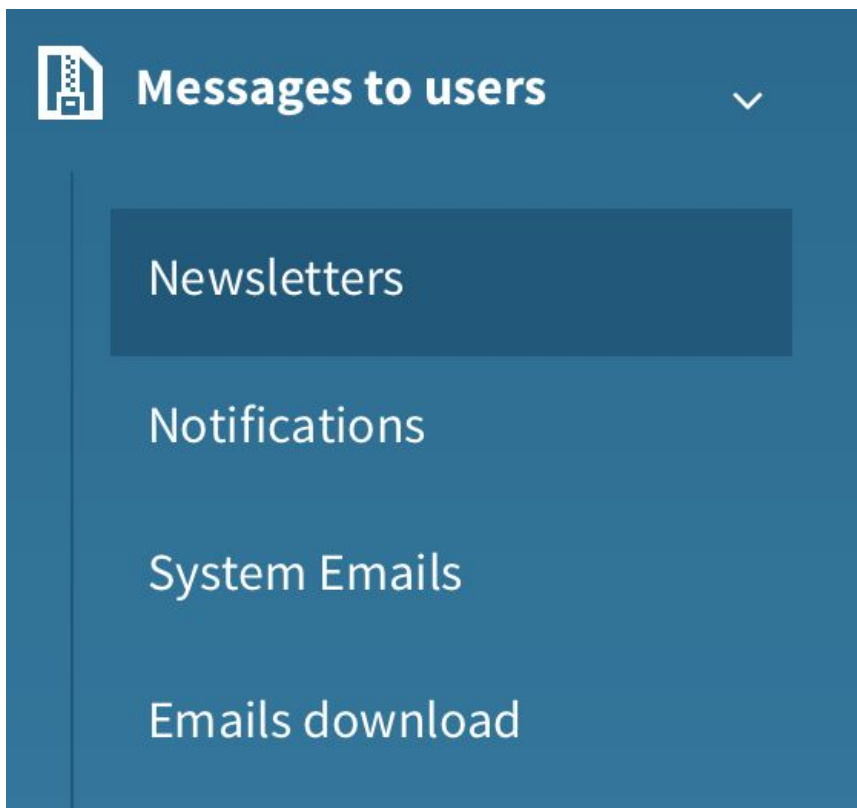 Messages to users
Newsletters
Notifications
System Emails
Emails download